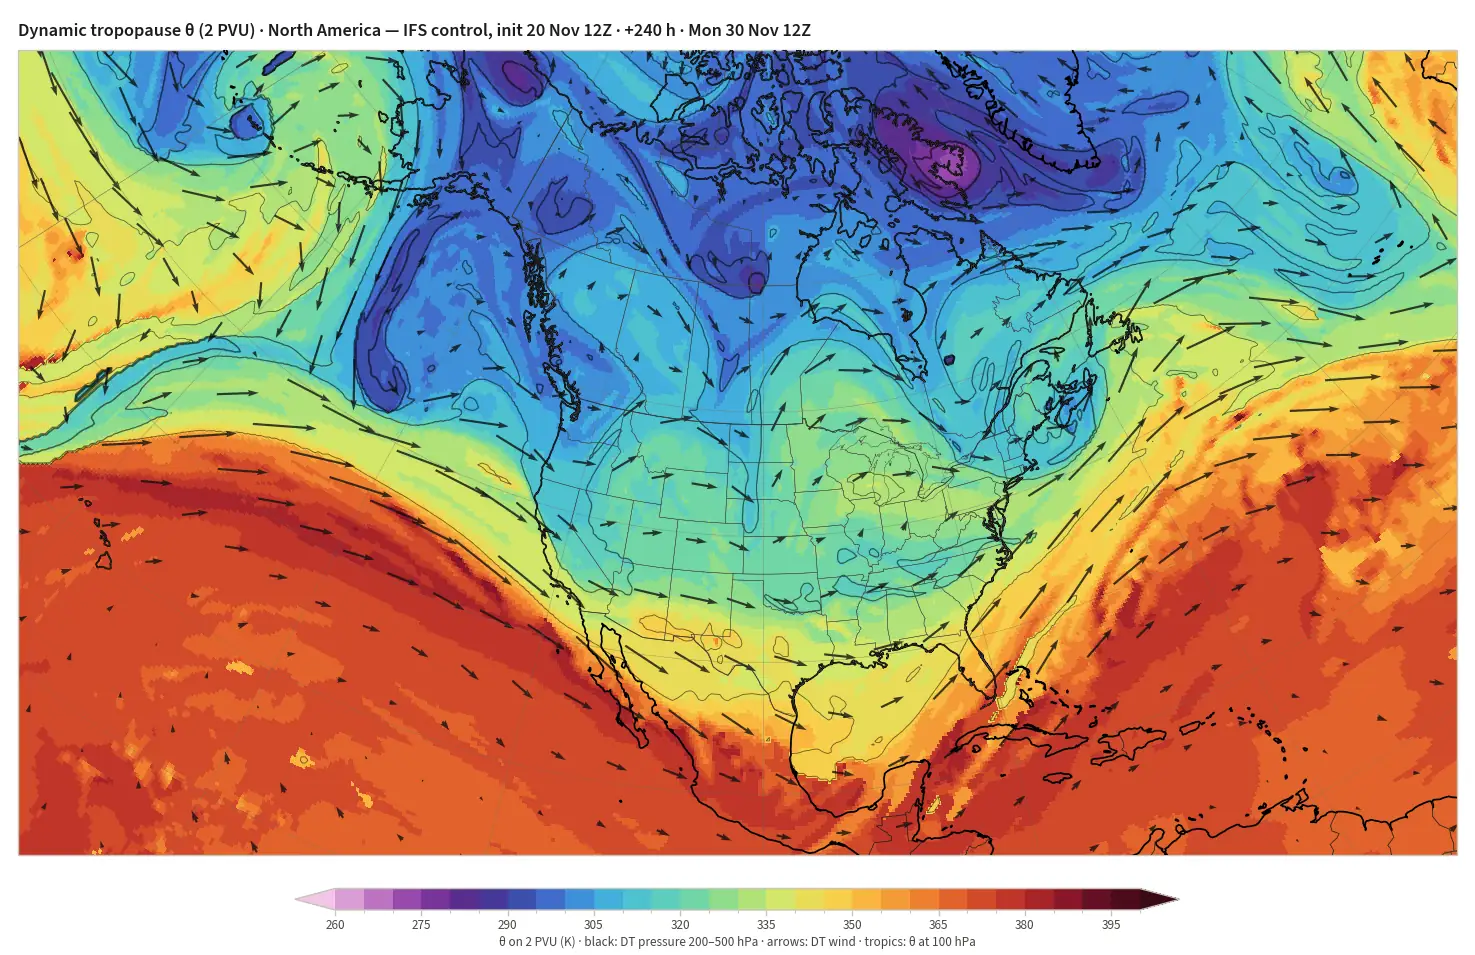 Dynamic tropopause θ (2 PVU) · North America — IFS control, init 20 Nov 12Z · +240 h · Mon 30 Nov 12Z
260 275 290 305 320 335 350 365 380 395
θ on 2 PVU (K) · black: DT pressure 200–500 hPa · arrows: DT wind · tropics: θ at 100 hPa